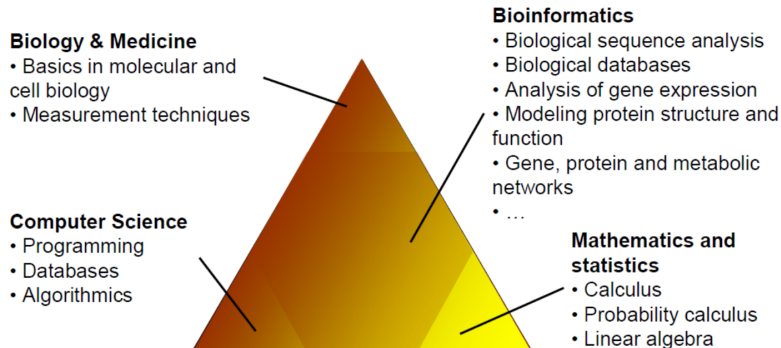 Biology & Medicine
• Basics in molecular and
cell biology
• Measurement techniques
Computer Science
• Programming
• Databases
• Algorithmics
Bioinformatics
• Biological sequence analysis
• Biological databases
• Analysis of gene expression
• Modeling protein structure and
function
• Gene, protein and metabolic
networks
• …
Mathematics and
statistics
• Calculus
• Probability calculus
• Linear algebra